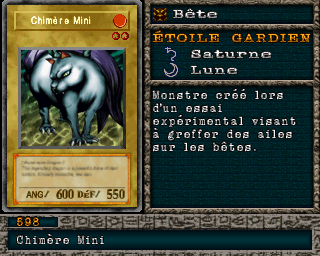 Chimère Mini
ANG/ 600 DÉF/ 550
Bête
ÉTOILE GARDIEN
Saturne
Lune
Monstre créé lors
d'un essai
expérimental visant
à greffer des ailes
sur les bêtes.
598
Chimère Mini